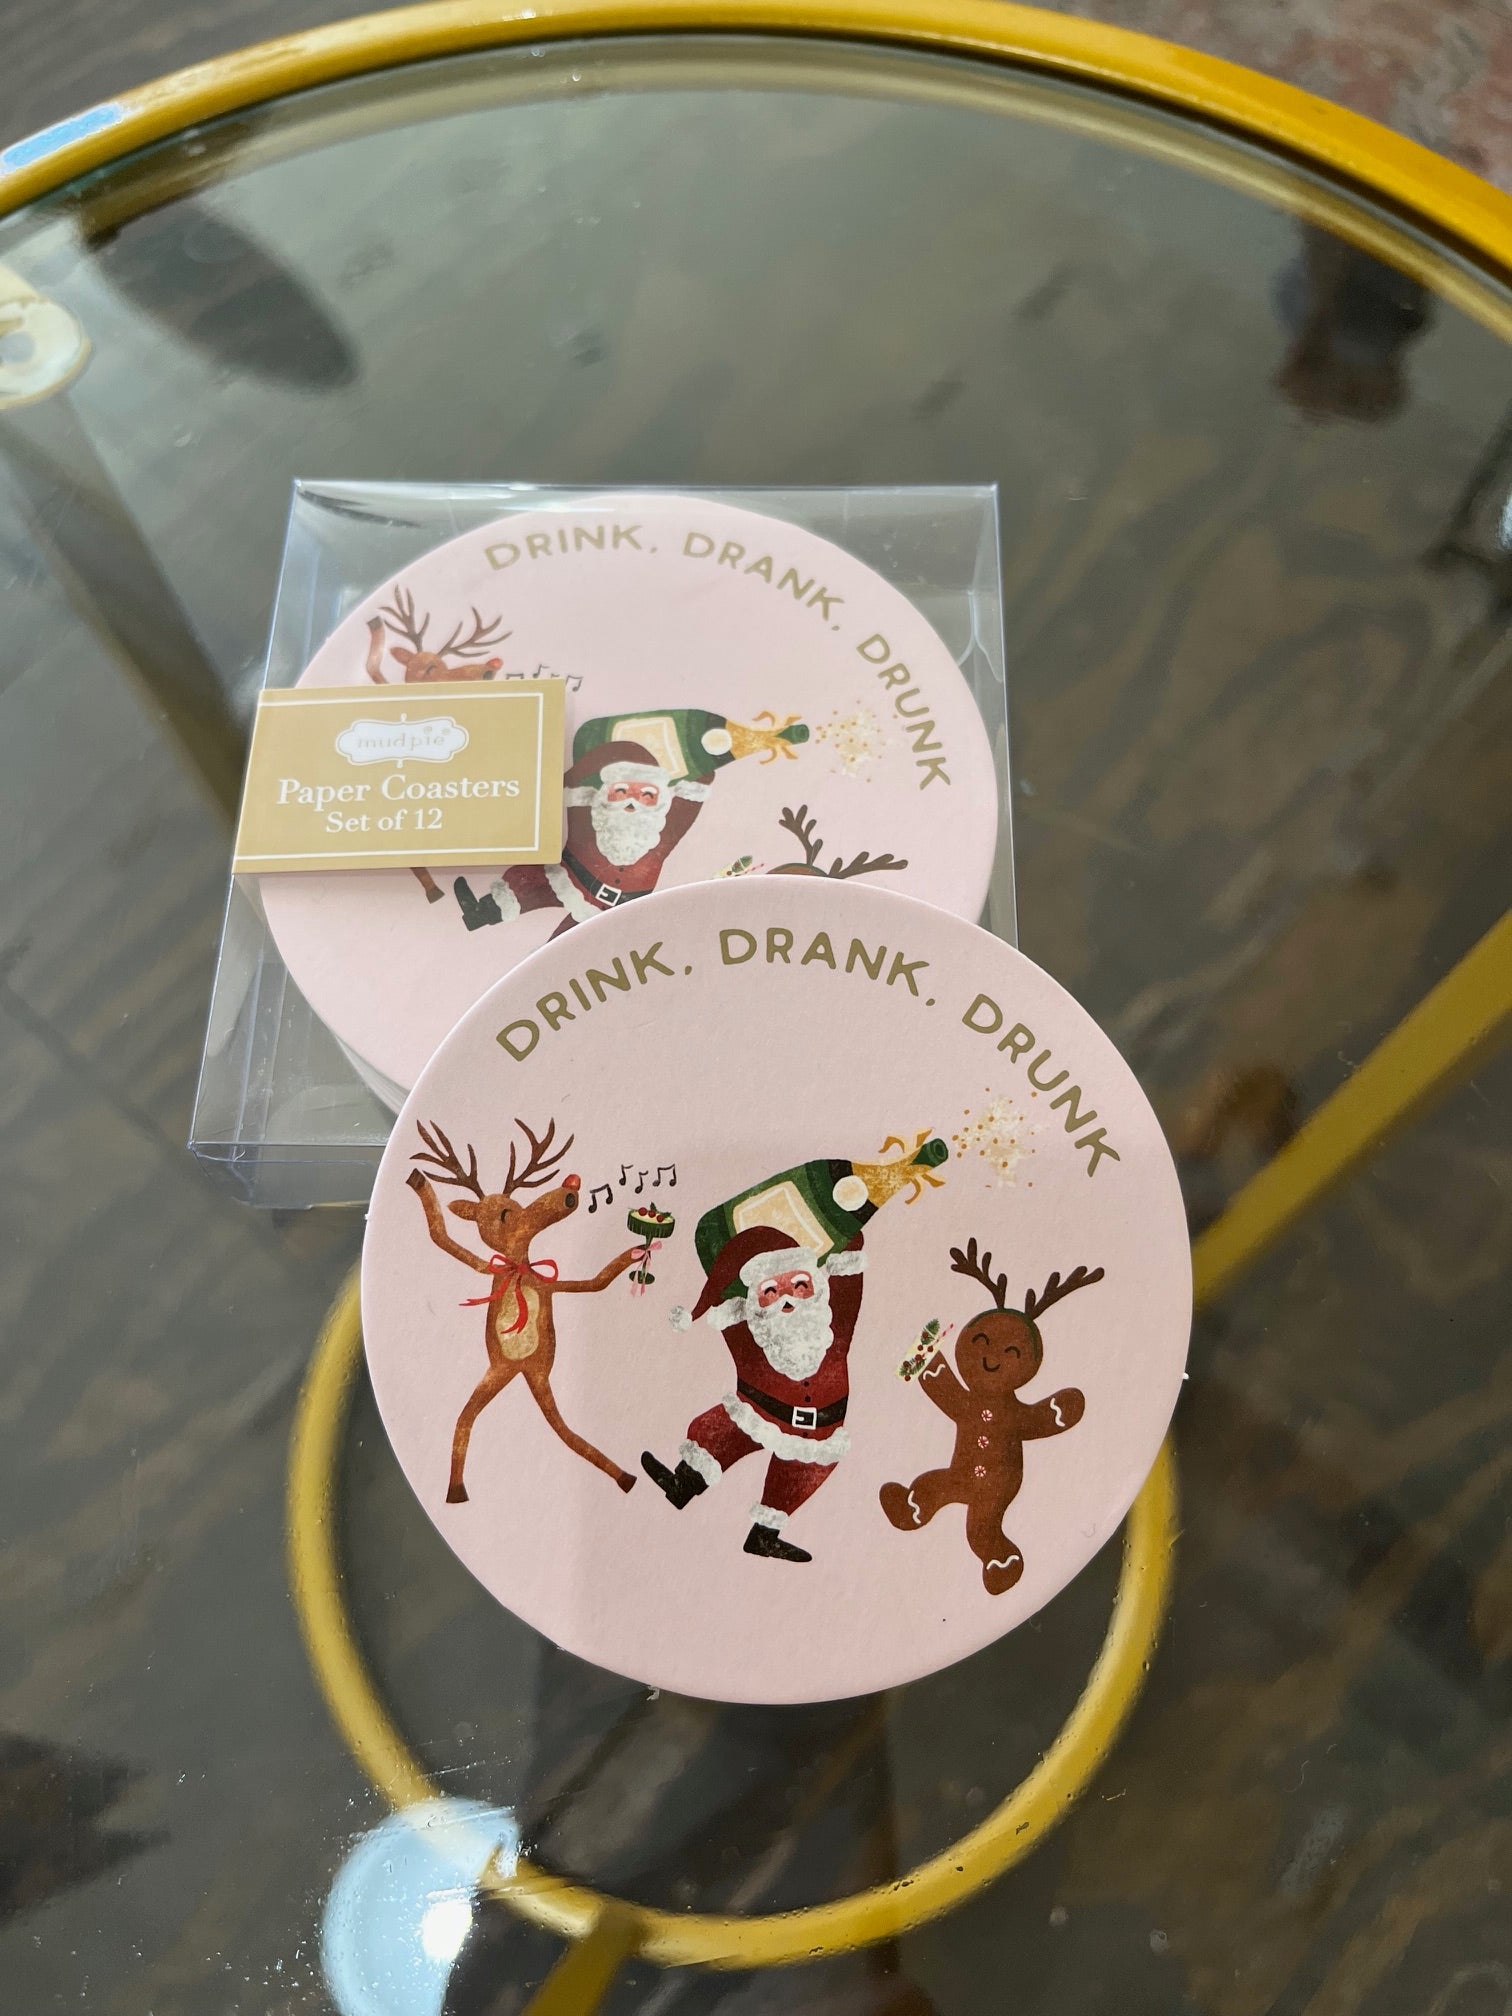 DRINK, DRANK, DRUNK
mudpie
Paper Coasters
Set of 12
DRINK, DRANK, DRUNK